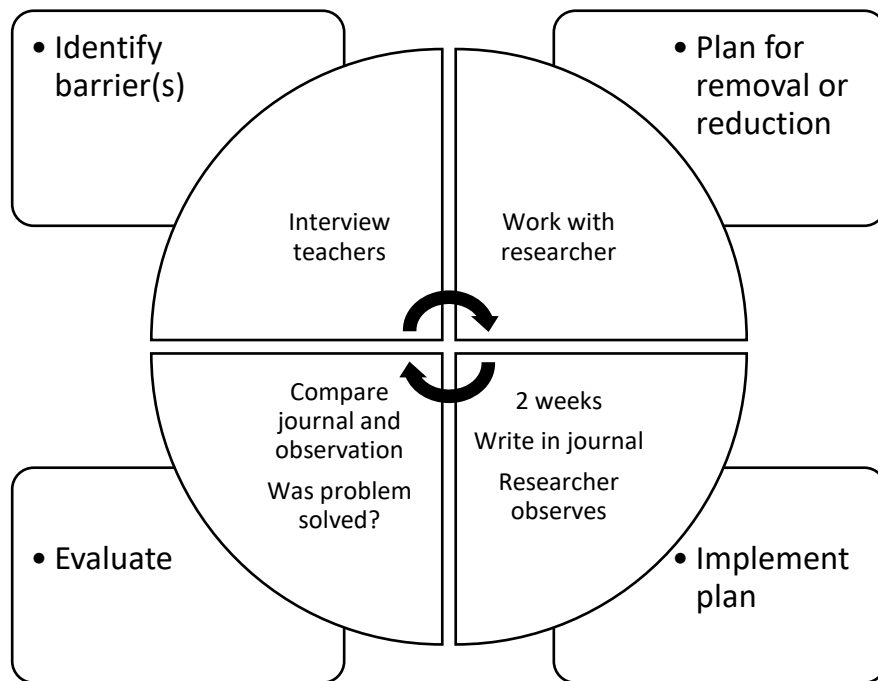 • Identify
barrier(s)
• Plan for
removal or
reduction
Interview
teachers
Work with
researcher
Compare
journal and
observation
Was problem
solved?
2 weeks
Write in journal
Researcher
observes
• Evaluate
• Implement
plan